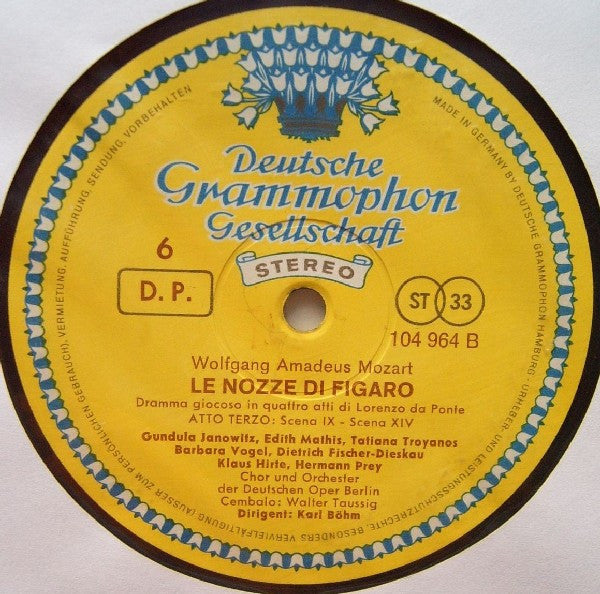 Deutsche
Grammophon
Gesellschaft
STEREO
6
D. P.
ST 33
104 964 B
Wolfgang Amadeus Mozart
LE NOZZE DI FIGARO
Dramma giocoso in quattro atti di Lorenzo da Ponte
ATTO TERZO: Scena IX - Scena XIV
Gundula Janowitz, Edith Mathis, Tatiana Troyanos
Barbara Vogel, Dietrich Fischer-Dieskau
Klaus Hirte, Hermann Prey
Chor und Orchester
der Deutschen Oper Berlin
Cembalo: Walter Taussig
Dirigent: Karl Böhm
MADE IN GERMANY BY DEUTSCHE GRAMMOPHON HAMBURG - URHEBER- UND LEISTUNGSSCHUTZRECHTE, BESONDERS VERVIELFÄLTIGUNG (AUSSER ZUM PERSÖNLICHEN GEBRAUCH), VERMIETUNG, AUFFÜHRUNG, SENDUNG, VORBEHALTEN